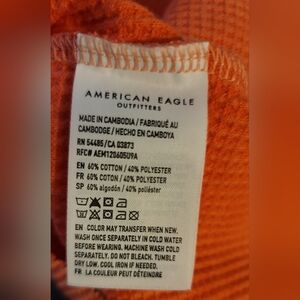 AMERICAN EAGLE
OUTFITTERS
MADE IN CAMBODIA / FABRIQUÉ AU
CAMBODGE / HECHO EN CAMBOYA
RN 54485/CA 03873
RFC# AEM120605U9A
EN 60% COTTON / 40% POLYESTER
FR 60% COTON / 40% POLYESTER
SP 60% algodón / 40% poliéster
EN COLOR MAY TRANSFER WHEN NEW.
WASH ONCE SEPARATELY IN COLD WATER
BEFORE WEARING. MACHINE WASH COLD
SEPARATELY. DO NOT BLEACH. TUMBLE
DRY LOW. COOL IRON IF NEEDED.
FR LA COULEUR PEUT DÉTEINDRE